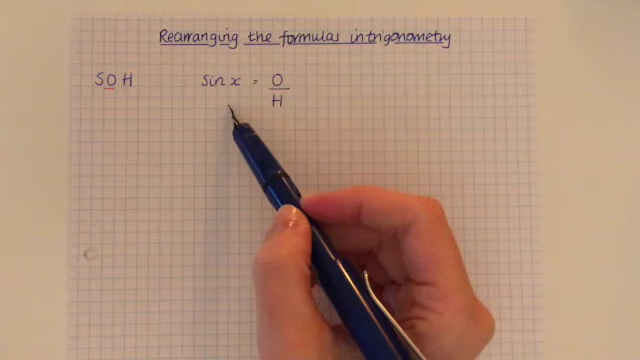 Rearranging the formulas in trigonometry
SOH sin x = O
H